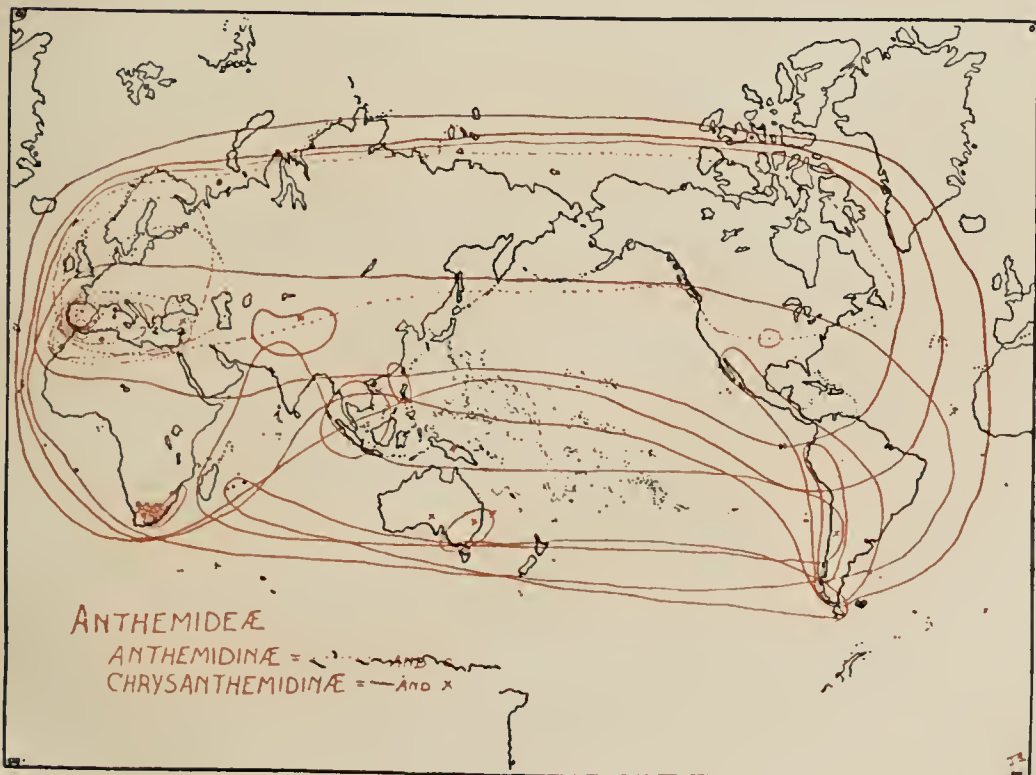 ANTHEMIDEÆ
ANTHEMIDINÆ = AND
CHRYSANTHEMIDINÆ = — AND ×